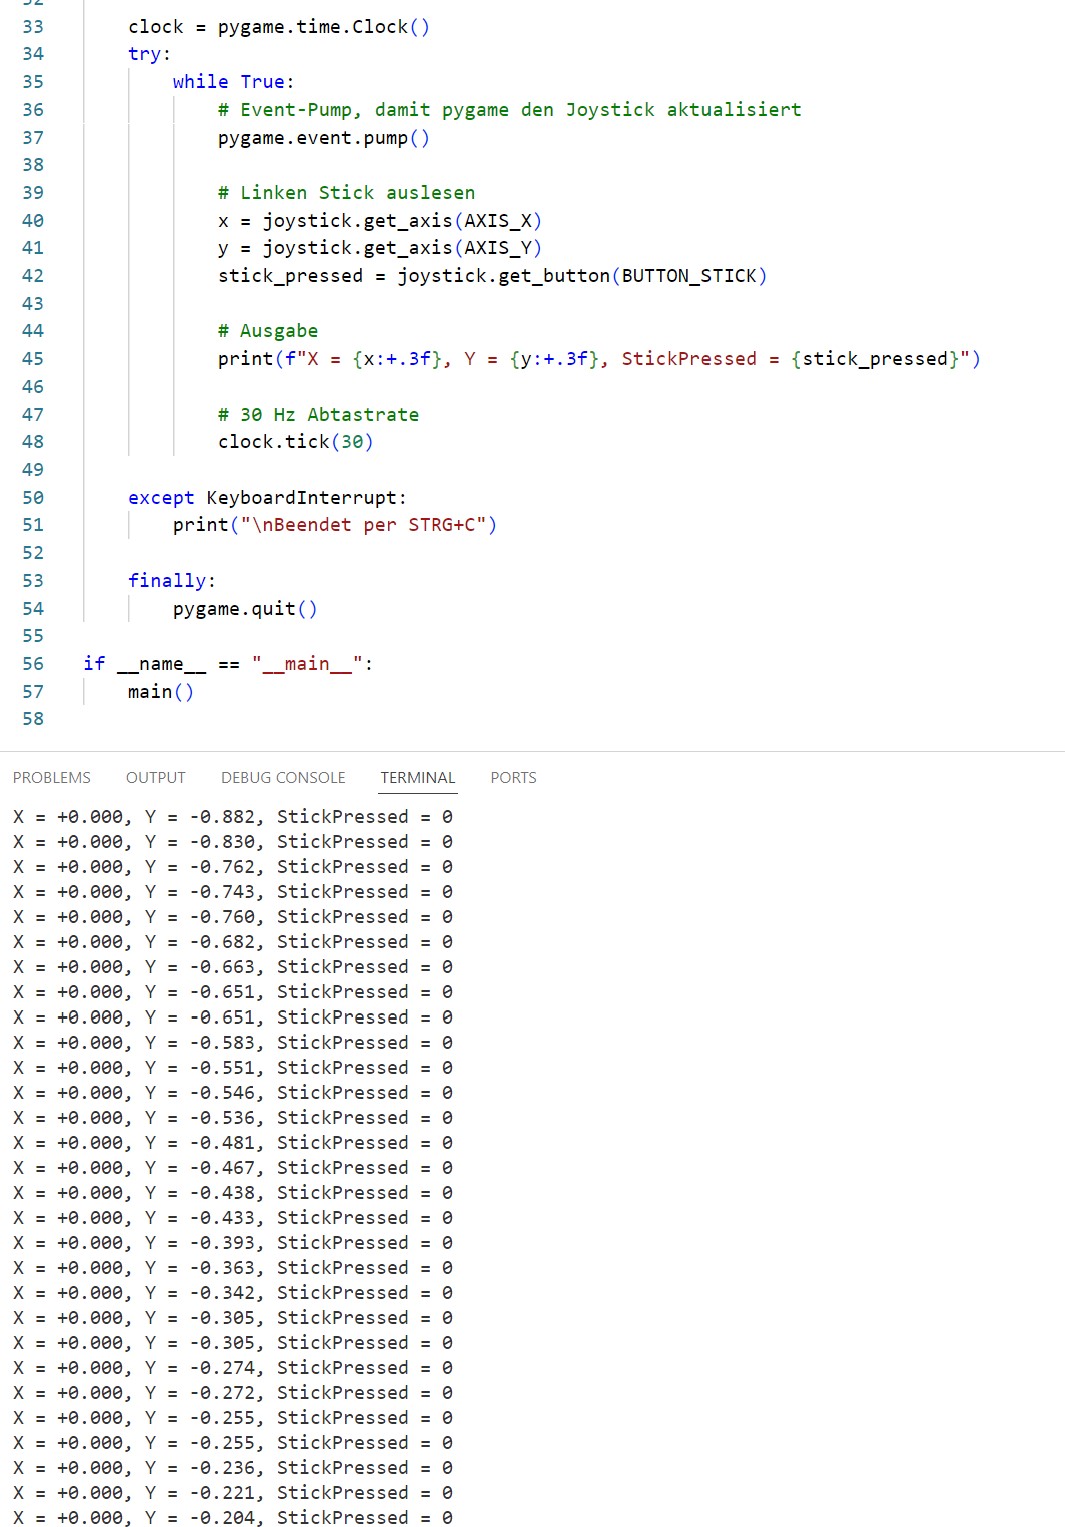 32
33 clock = pygame.time.Clock()
34 try:
35 while True:
36 # Event-Pump, damit pygame den Joystick aktualisiert
37 pygame.event.pump()
38
39 # Linken Stick auslesen
40 x = joystick.get_axis(AXIS_X)
41 y = joystick.get_axis(AXIS_Y)
42 stick_pressed = joystick.get_button(BUTTON_STICK)
43
44 # Ausgabe
45 print(f"X = {x:+.3f}, Y = {y:+.3f}, StickPressed = {stick_pressed}")
46
47 # 30 Hz Abtastrate
48 clock.tick(30)
49
50 except KeyboardInterrupt:
51 print("\nBeendet per STRG+C")
52
53 finally:
54 pygame.quit()
55
56 if __name__ == "__main__":
57 main()
58
PROBLEMS OUTPUT DEBUG CONSOLE TERMINAL PORTS
X = +0.000, Y = -0.882, StickPressed = 0
X = +0.000, Y = -0.830, StickPressed = 0
X = +0.000, Y = -0.762, StickPressed = 0
X = +0.000, Y = -0.743, StickPressed = 0
X = +0.000, Y = -0.760, StickPressed = 0
X = +0.000, Y = -0.682, StickPressed = 0
X = +0.000, Y = -0.663, StickPressed = 0
X = +0.000, Y = -0.651, StickPressed = 0
X = +0.000, Y = -0.651, StickPressed = 0
X = +0.000, Y = -0.583, StickPressed = 0
X = +0.000, Y = -0.551, StickPressed = 0
X = +0.000, Y = -0.546, StickPressed = 0
X = +0.000, Y = -0.536, StickPressed = 0
X = +0.000, Y = -0.481, StickPressed = 0
X = +0.000, Y = -0.467, StickPressed = 0
X = +0.000, Y = -0.438, StickPressed = 0
X = +0.000, Y = -0.433, StickPressed = 0
X = +0.000, Y = -0.393, StickPressed = 0
X = +0.000, Y = -0.363, StickPressed = 0
X = +0.000, Y = -0.342, StickPressed = 0
X = +0.000, Y = -0.305, StickPressed = 0
X = +0.000, Y = -0.305, StickPressed = 0
X = +0.000, Y = -0.274, StickPressed = 0
X = +0.000, Y = -0.272, StickPressed = 0
X = +0.000, Y = -0.255, StickPressed = 0
X = +0.000, Y = -0.255, StickPressed = 0
X = +0.000, Y = -0.236, StickPressed = 0
X = +0.000, Y = -0.221, StickPressed = 0
X = +0.000, Y = -0.204, StickPressed = 0